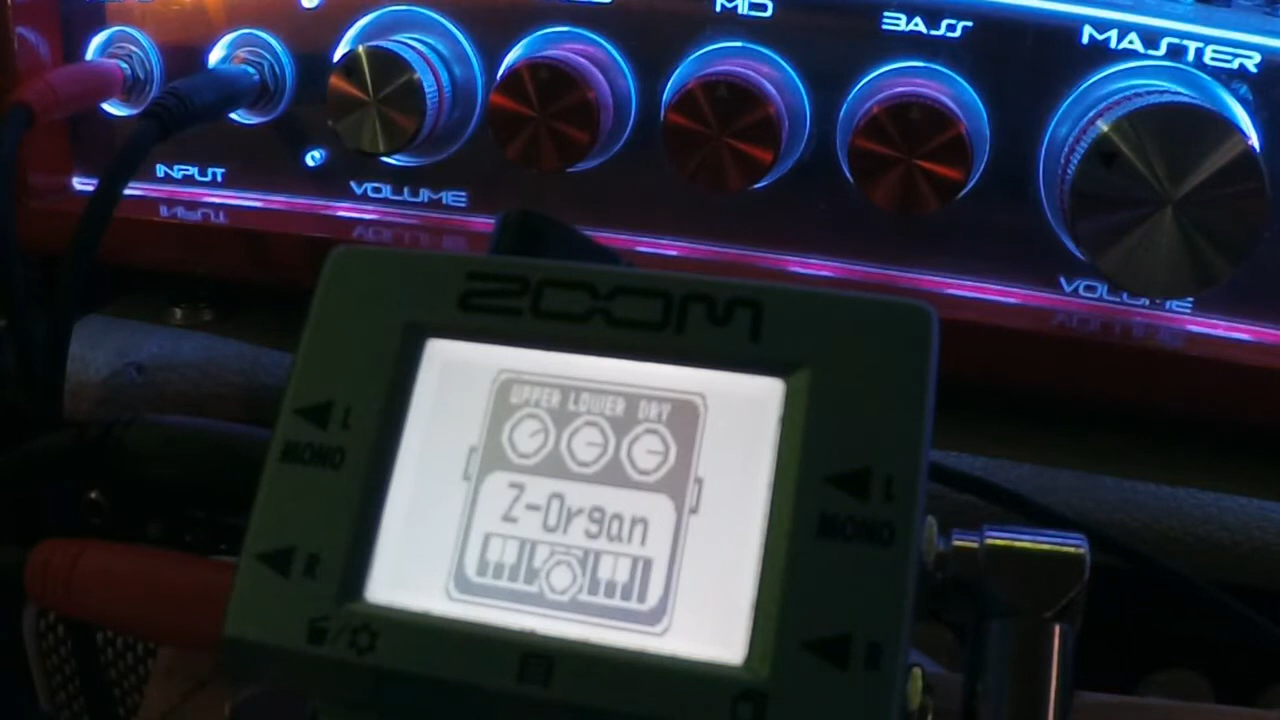 MID
BASS
MASTER
INPUT
VOLUME
VOLUME
ZOOM
UPPER LOWER DRY
Z-Organ
L
MONO
R
L
MONO
R